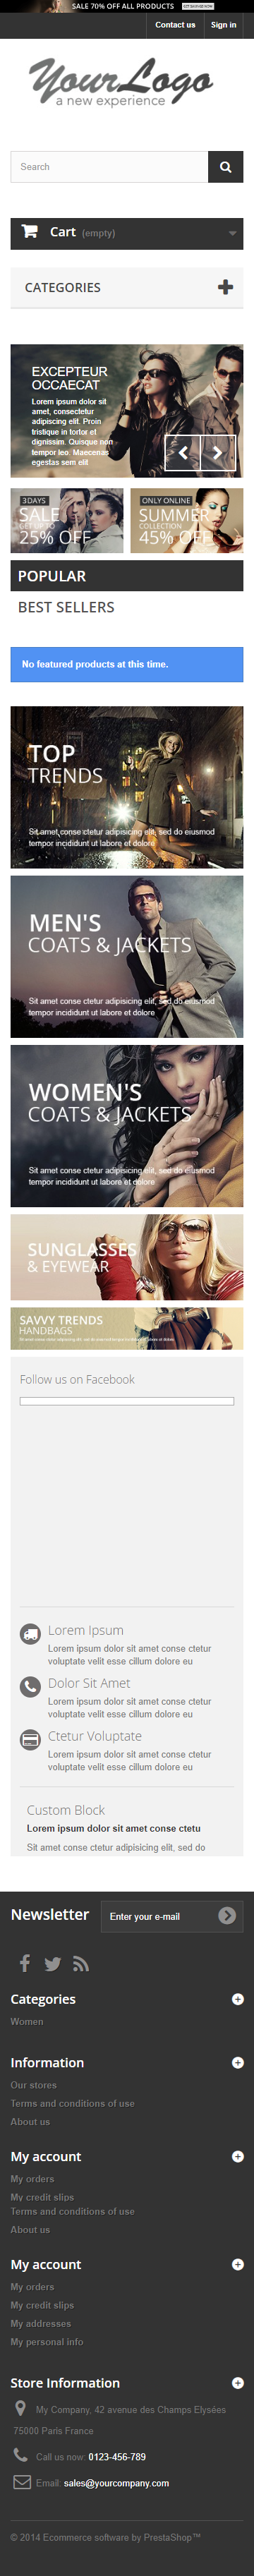 SALE 70% OFF ALL PRODUCTS
Contact us
Sign in
YourLogo
a new experience
Search
Cart (empty)
CATEGORIES
EXCEPTEUR
OCCAECAT
Lorem ipsum dolor sit
amet, consectetur
adipiscing elit. Proin
tristique in tortor et
dignissim. Quisque non
tempor leo. Maecenas
egestas sem elit
3DAYS
SALE
GET UP TO
25% OFF
ONLY ONLINE
SUMMER
COLLECTION
45% OFF
POPULAR
BEST SELLERS
No featured products at this time.
TOP
TRENDS
Sit amet conse ctetur adipisicing elit, sed do eiusmod
tempor incididunt ut labore et dolore
MEN'S
COATS & JACKETS
Sit amet conse ctetur adipisicing elit, sed do eiusmod
tempor incididunt ut labore et dolore
WOMEN'S
COATS & JACKETS
Sit amet conse ctetur adipisicing elit, sed do eiusmod
tempor incididunt ut labore et dolore
SUNGLASSES
& EYEWEAR
SAVVY TRENDS
HANDBAGS
Follow us on Facebook
Lorem Ipsum
Lorem ipsum dolor sit amet conse ctetur
voluptate velit esse cillum dolore eu
Dolor Sit Amet
Lorem ipsum dolor sit amet conse ctetur
voluptate velit esse cillum dolore eu
Ctetur Voluptate
Lorem ipsum dolor sit amet conse ctetur
voluptate velit esse cillum dolore eu
Custom Block
Lorem ipsum dolor sit amet conse ctetu
Sit amet conse ctetur adipisicing elit, sed do
Newsletter
Enter your e-mail
Categories
Women
Information
Our stores
Terms and conditions of use
About us
My account
My orders
My credit slips
Terms and conditions of use
About us
My account
My orders
My credit slips
My addresses
My personal info
Store Information
My Company, 42 avenue des Champs Elysées
75000 Paris France
Call us now: 0123-456-789
Email: sales@yourcompany.com
© 2014 Ecommerce software by PrestaShop™